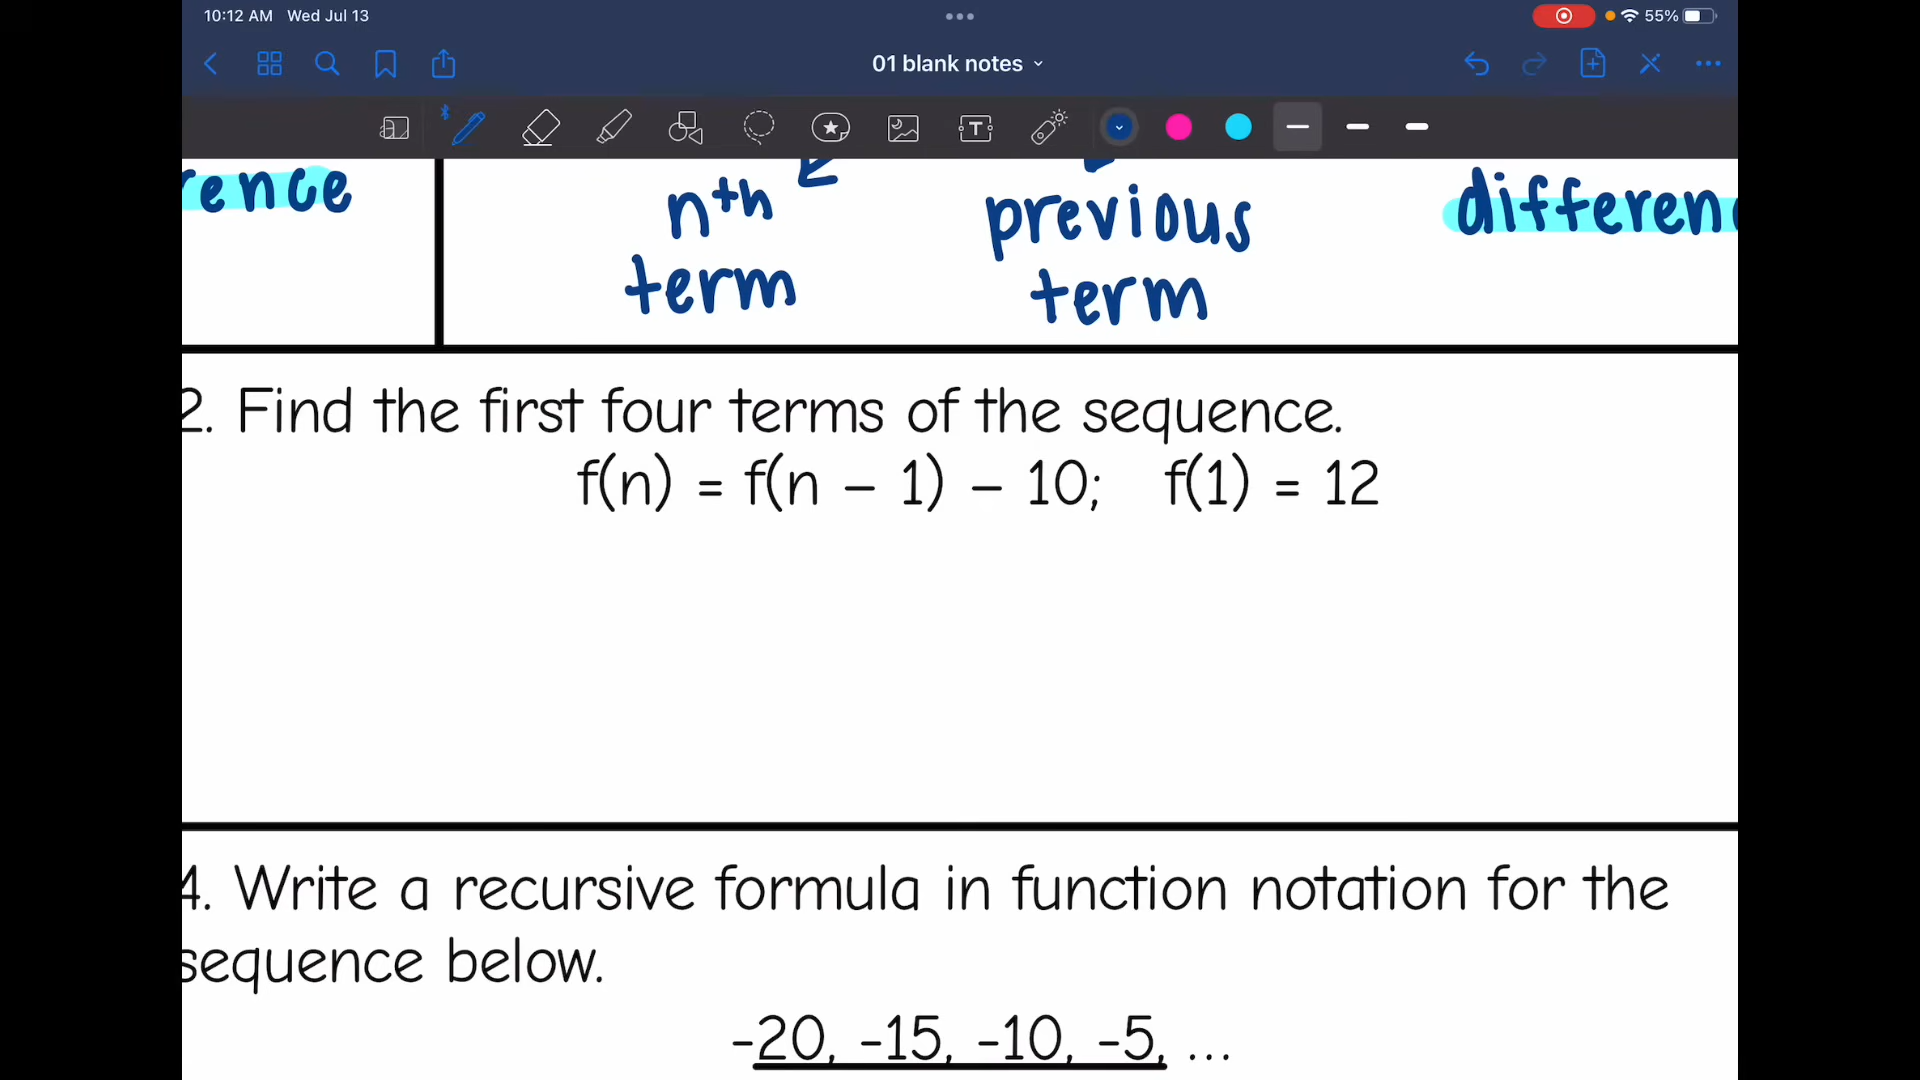 10:12 AM Wed Jul 13
55%
01 blank notes
T
rence
nth
term
previous
term
differen
2. Find the first four terms of the sequence.
f(n) = f(n – 1) – 10; f(1) = 12
4. Write a recursive formula in function notation for the
sequence below.
-20, -15, -10, -5, ...